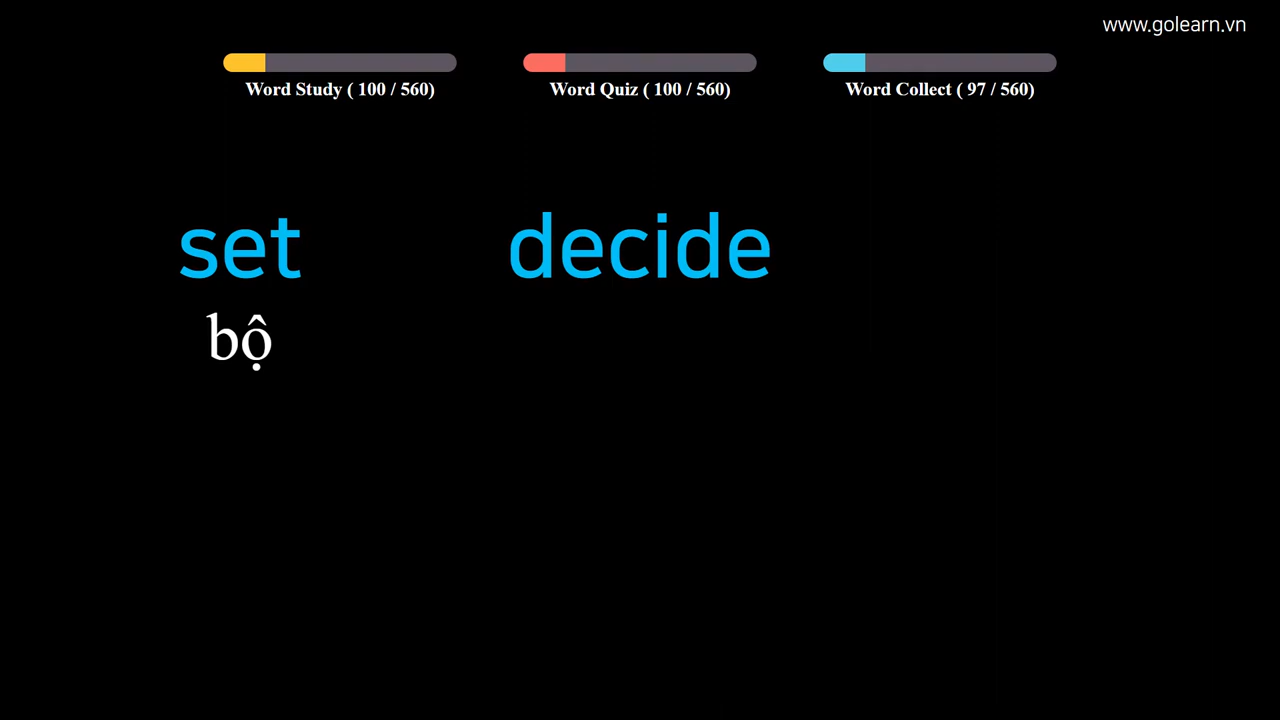 www.golearn.vn
Word Study ( 100 / 560)
Word Quiz ( 100 / 560)
Word Collect ( 97 / 560)
set
decide
bộ